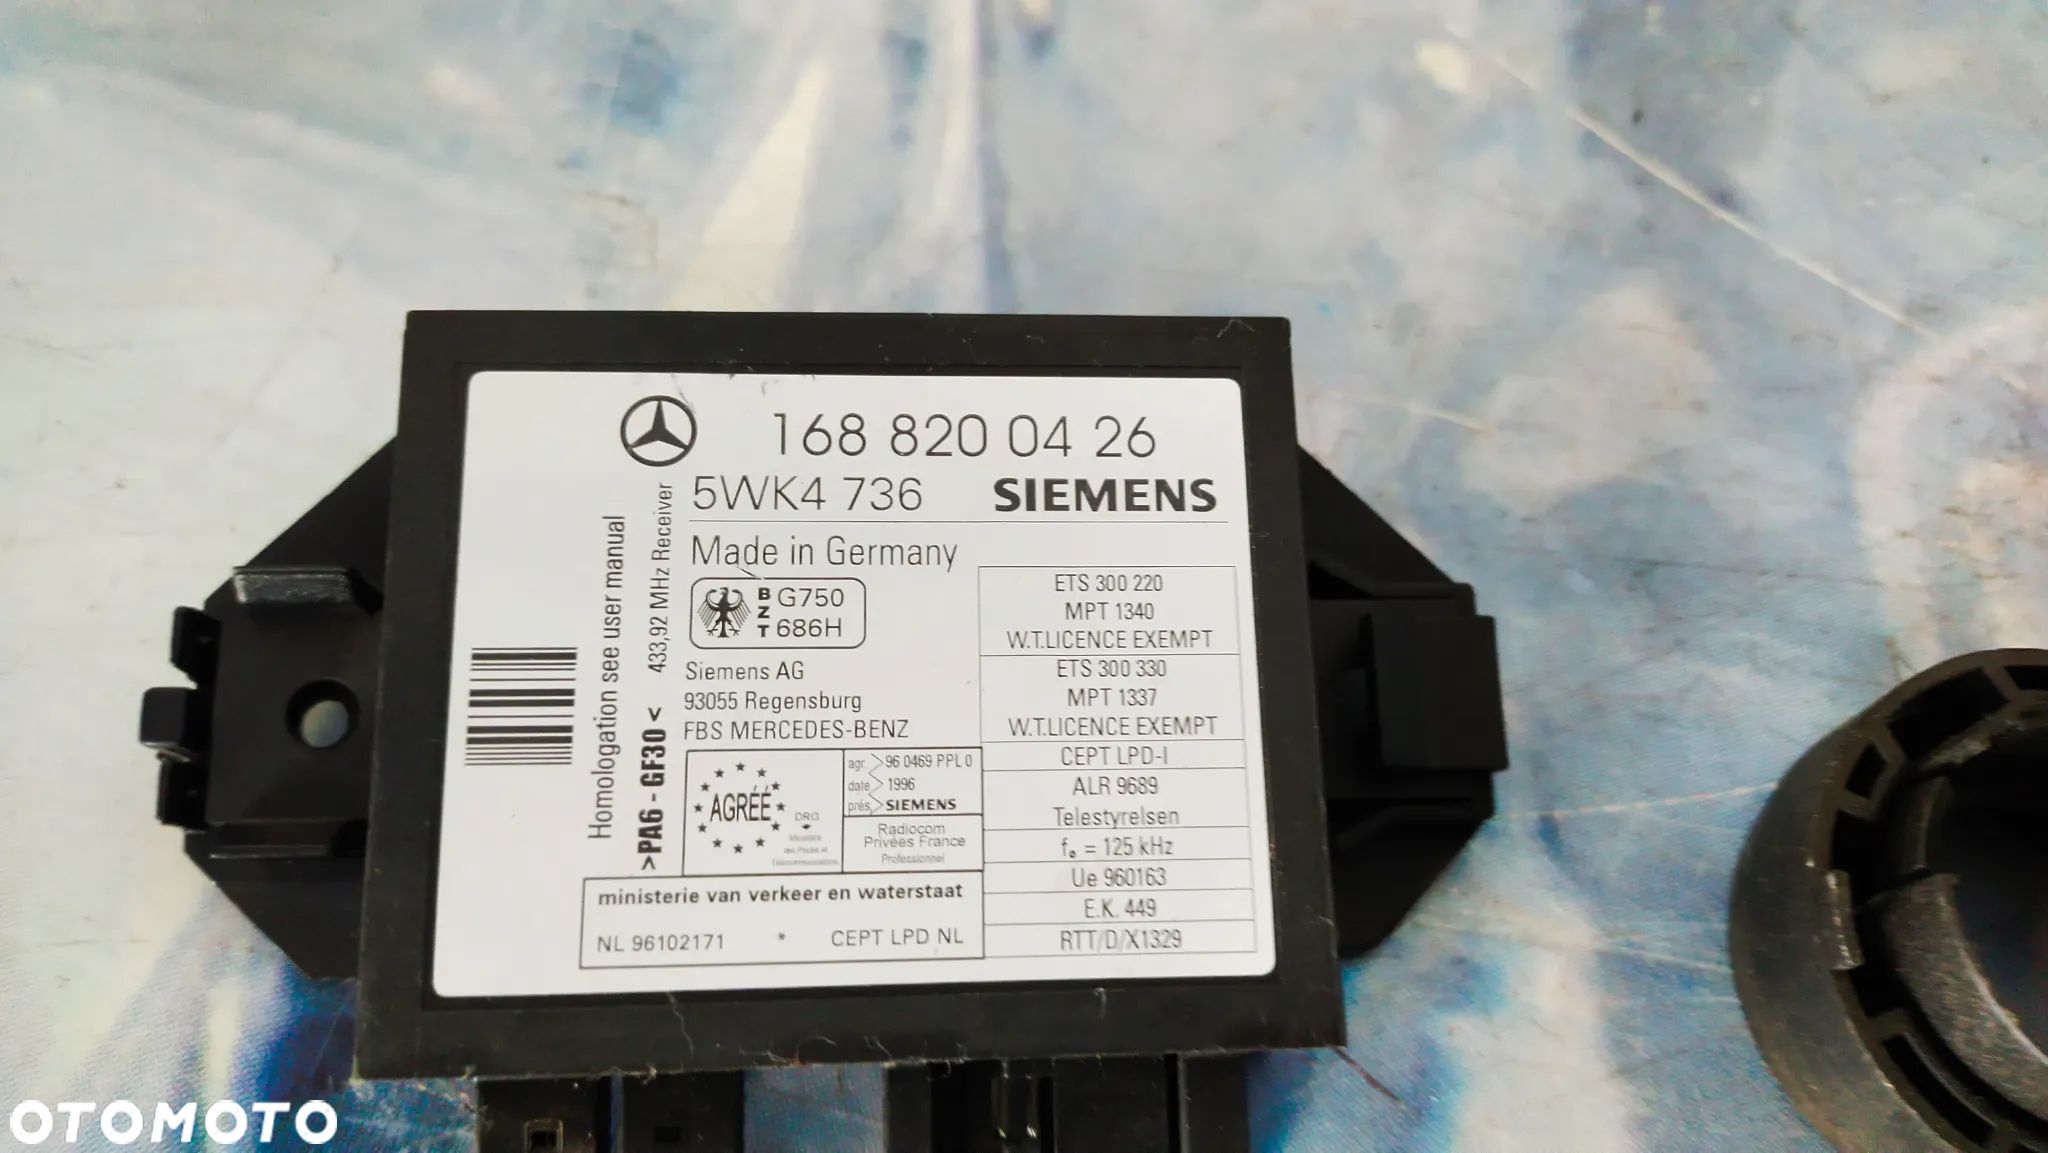 168 820 04 26
5WK4 736 SIEMENS
Made in Germany
BZT G750 686H
Siemens AG
93055 Regensburg
FBS MERCEDES-BENZ
Homologation see user manual
433,92 MHz Receiver
>PA6 - GF30<
ETS 300 220
MPT 1340
W.T.LICENCE EXEMPT
ETS 300 330
MPT 1337
W.T.LICENCE EXEMPT
CEPT LPD-I
ALR 9689
Telestyrelsen
f₀ = 125 kHz
Ue 960163
E.K. 449
RTT/D/X1329
AGRÉÉ
DRG
agr. 96 0469 PPL 0
date 1996
prés. SIEMENS
Radiocom
Privées France
Professionnel
ministerie van verkeer en waterstaat
NL 96102171 * CEPT LPD NL
OTOMOTO